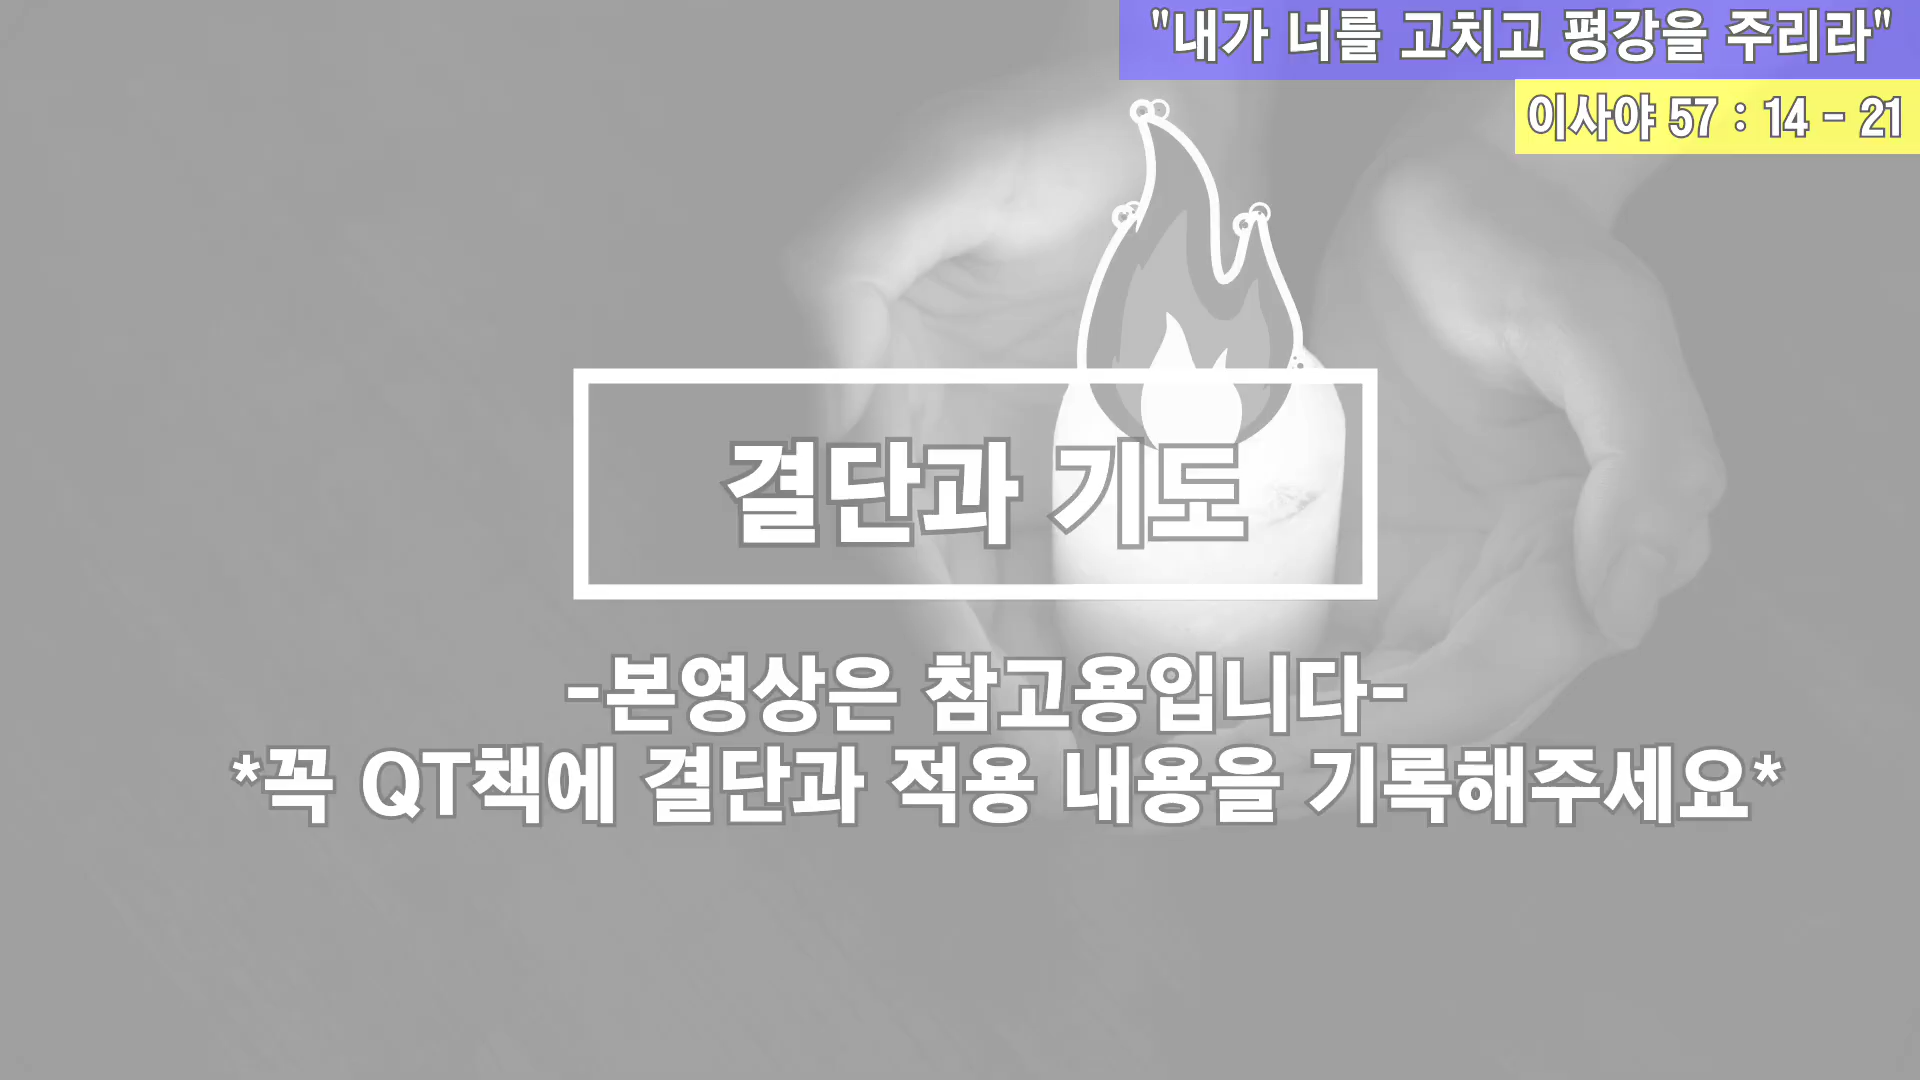 "내가 너를 고치고 평강을 주리라"
이사야 57 : 14 - 21
결단과 기도
-본영상은 참고용입니다-
*꼭 QT책에 결단과 적용 내용을 기록해주세요*